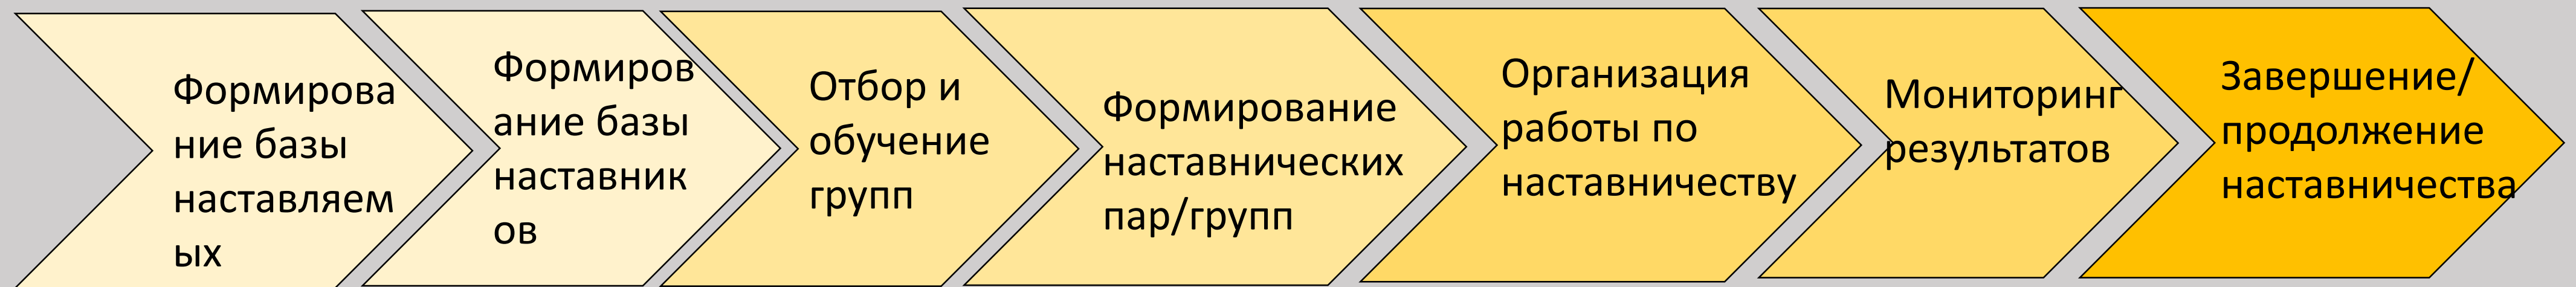 Формирова
ние базы
наставляем
ых
Формиров
ание базы
наставник
ов
Отбор и
обучение
групп
Формирование
наставнических
пар/групп
Организация
работы по
наставничеству
Мониторинг
результатов
Завершение/
продолжение
наставничества